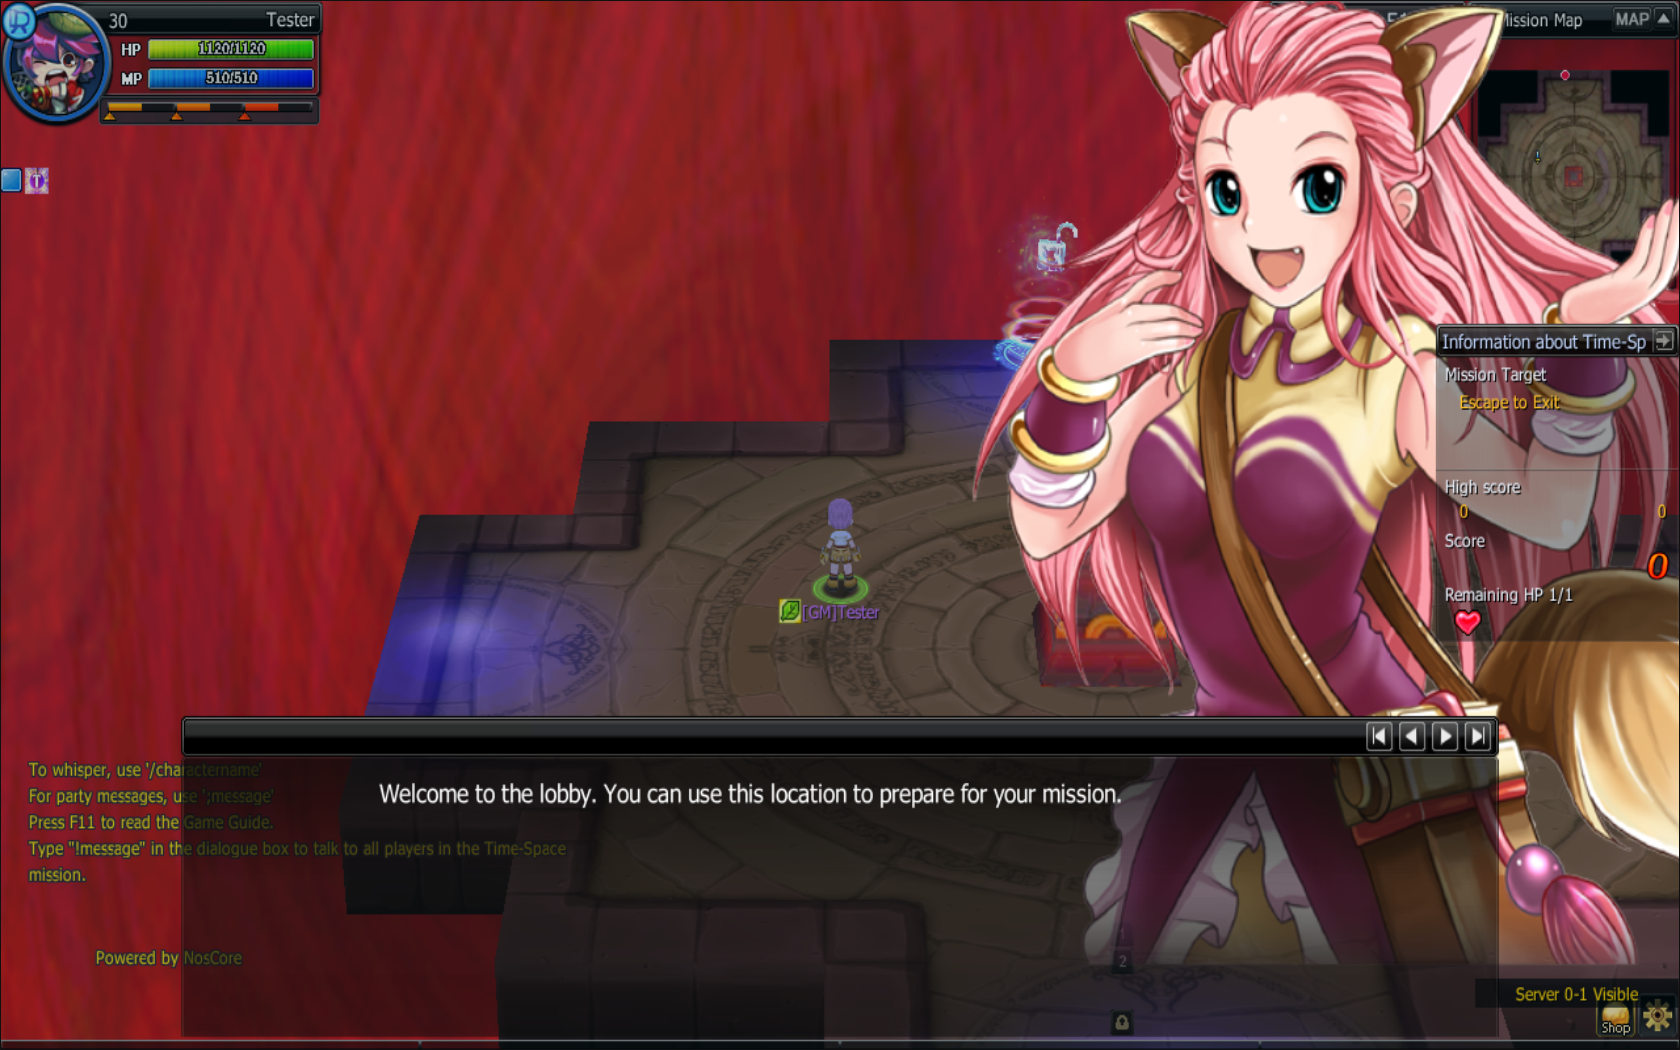 30
Tester
HP
1120/1120
MP
510/510
T
Mission Map
MAP
Information about Time-Sp
Mission Target
Escape to Exit
High score
0
0
Score
0
Remaining HP 1/1
[GM]Tester
Welcome to the lobby. You can use this location to prepare for your mission.
To whisper, use '/charactername'
For party messages, use ';message'
Press F11 to read the Game Guide.
Type "!message" in the dialogue box to talk to all players in the Time-Space
mission.
Powered by NosCore
2
Server 0-1 Visible
Shop